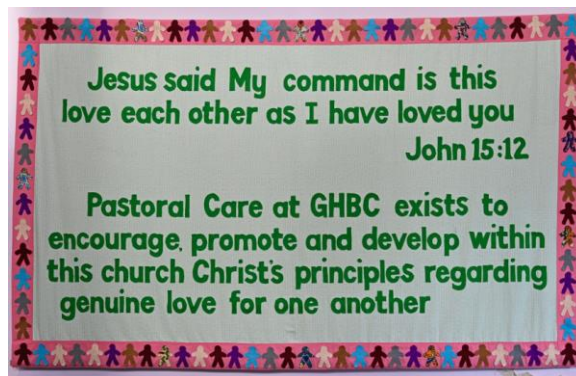 Jesus said My command is this
love each other as I have loved you
John 15:12
Pastoral Care at GHBC exists to
encourage, promote and develop within
this church Christ's principles regarding
genuine love for one another